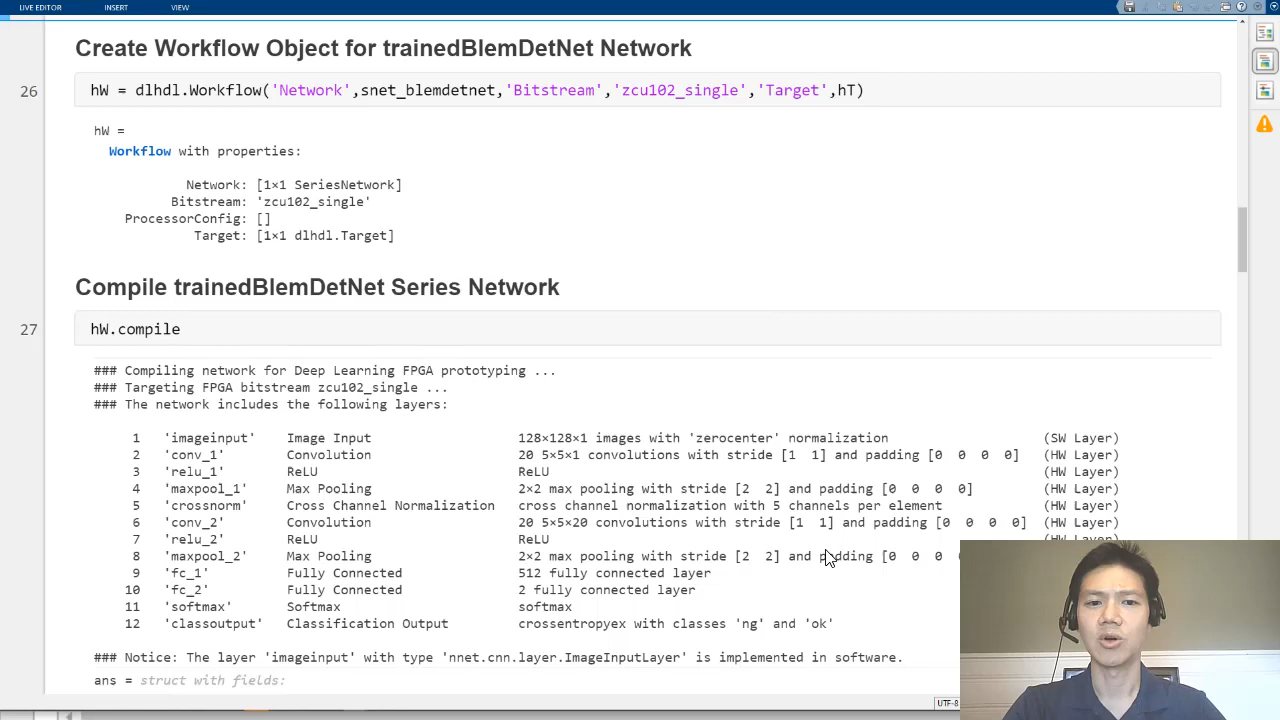 LIVE EDITOR INSERT VIEW
Create Workflow Object for trainedBlemDetNet Network
26 hW = dlhdl.Workflow('Network',snet_blemdetnet,'Bitstream','zcu102_single','Target',hT)
hW =
Workflow with properties:
Network: [1×1 SeriesNetwork]
Bitstream: 'zcu102_single'
ProcessorConfig: []
Target: [1×1 dlhdl.Target]
Compile trainedBlemDetNet Series Network
27 hW.compile
### Compiling network for Deep Learning FPGA prototyping ...
### Targeting FPGA bitstream zcu102_single ...
### The network includes the following layers:
1 'imageinput' Image Input 128×128×1 images with 'zerocenter' normalization (SW Layer)
2 'conv_1' Convolution 20 5×5×1 convolutions with stride [1 1] and padding [0 0 0 0] (HW Layer)
3 'relu_1' ReLU ReLU (HW Layer)
4 'maxpool_1' Max Pooling 2×2 max pooling with stride [2 2] and padding [0 0 0 0] (HW Layer)
5 'crossnorm' Cross Channel Normalization cross channel normalization with 5 channels per element (HW Layer)
6 'conv_2' Convolution 20 5×5×20 convolutions with stride [1 1] and padding [0 0 0 0] (HW Layer)
7 'relu_2' ReLU ReLU (HW Layer)
8 'maxpool_2' Max Pooling 2×2 max pooling with stride [2 2] and padding [0 0 0 0
9 'fc_1' Fully Connected 512 fully connected layer
10 'fc_2' Fully Connected 2 fully connected layer
11 'softmax' Softmax softmax
12 'classoutput' Classification Output crossentropyex with classes 'ng' and 'ok'
### Notice: The layer 'imageinput' with type 'nnet.cnn.layer.ImageInputLayer' is implemented in software.
ans = struct with fields:
UTF-8